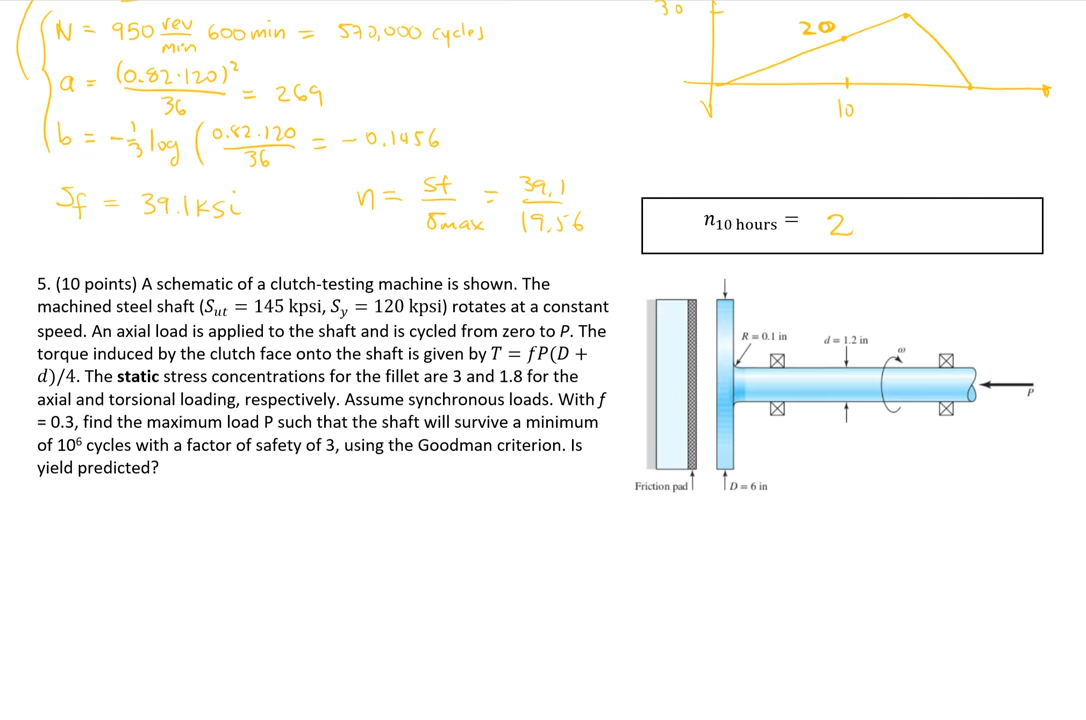 N = 950 rev/min 600min = 570,000 cycles
30
20
a = (0.82·120)²/36 = 269
10
b = -1/3 log (0.82·120/36 = -0.1456
Sf = 39.1ksi
n = Sf/σmax = 39,1/19,56
n10 hours = 2
5. (10 points) A schematic of a clutch-testing machine is shown. The
machined steel shaft (Sut = 145 kpsi, Sy = 120 kpsi) rotates at a constant
speed. An axial load is applied to the shaft and is cycled from zero to P. The
torque induced by the clutch face onto the shaft is given by T = fP(D +
d)/4. The static stress concentrations for the fillet are 3 and 1.8 for the
axial and torsional loading, respectively. Assume synchronous loads. With f
= 0.3, find the maximum load P such that the shaft will survive a minimum
of 10⁶ cycles with a factor of safety of 3, using the Goodman criterion. Is
yield predicted?
R = 0.1 in
d = 1.2 in
ω
P
Friction pad
D = 6 in